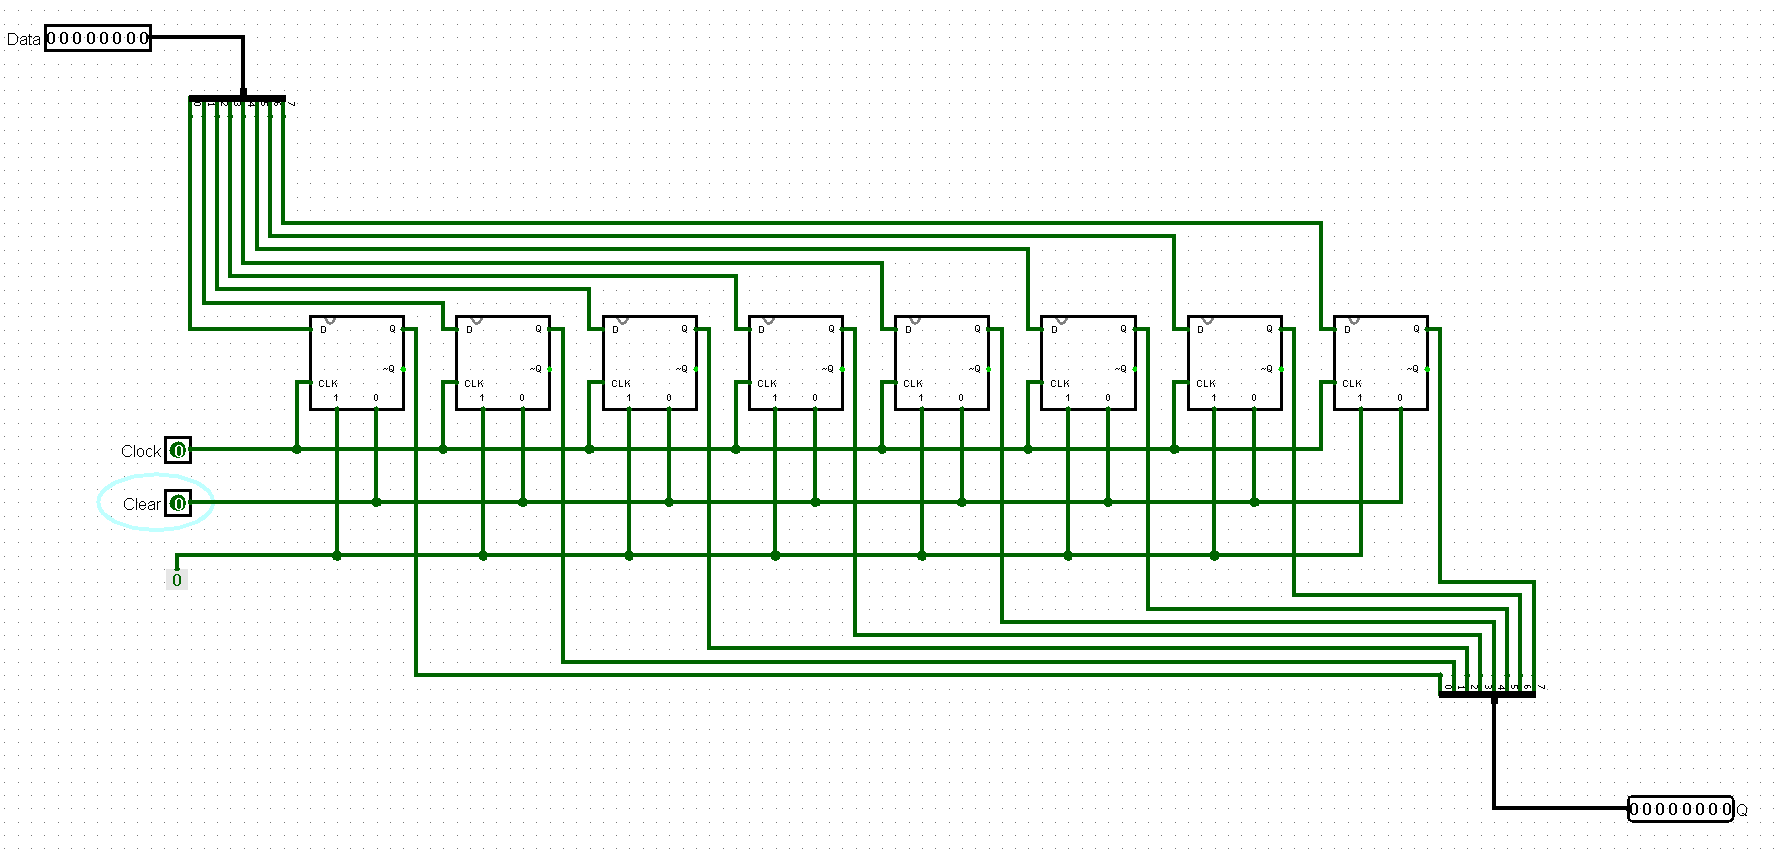 Data 00000000
0 1 2 3 4 5 6 7
D Q D Q D Q D Q D Q D Q D Q D Q
~Q ~Q ~Q ~Q ~Q ~Q ~Q ~Q
CLK CLK CLK CLK CLK CLK CLK CLK
1 0 1 0 1 0 1 0 1 0 1 0 1 0 1 0
Clock 0
Clear 0
0
0 1 2 3 4 5 6 7
00000000 Q